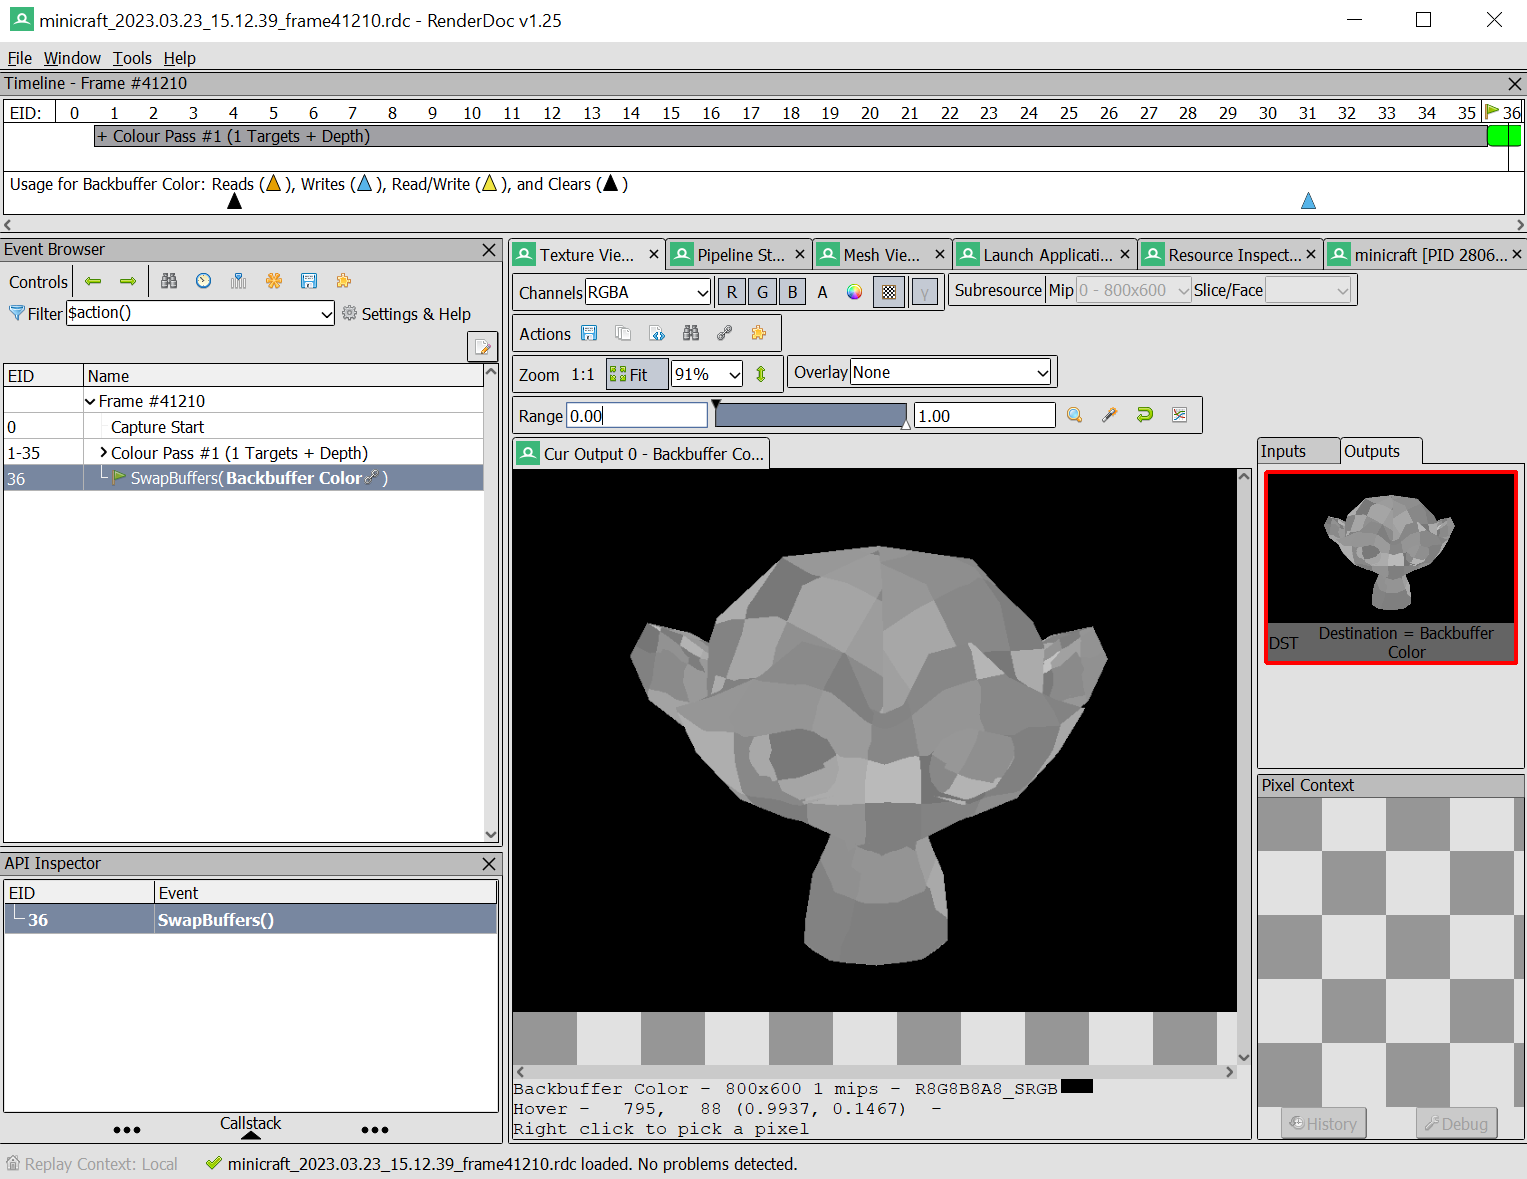 minicraft_2023.03.23_15.12.39_frame41210.rdc - RenderDoc v1.25
File Window Tools Help
Timeline - Frame #41210
EID: 0 1 2 3 4 5 6 7 8 9 10 11 12 13 14 15 16 17 18 19 20 21 22 23 24 25 26 27 28 29 30 31 32 33 34 35 36
+ Colour Pass #1 (1 Targets + Depth)
Usage for Backbuffer Color: Reads ( ), Writes ( ), Read/Write ( ), and Clears ( )
Event Browser
Controls
Filter $action() Settings & Help
EID Name
Frame #41210
0 Capture Start
1-35 Colour Pass #1 (1 Targets + Depth)
36 SwapBuffers(Backbuffer Color )
API Inspector
EID Event
36 SwapBuffers()
Callstack
Texture Vie... Pipeline St... Mesh Vie... Launch Applicati... Resource Inspect... minicraft [PID 2806...
Channels RGBA R G B A γ Subresource Mip 0 - 800x600 Slice/Face
Actions
Zoom 1:1 Fit 91% Overlay None
Range 0.00 1.00
Cur Output 0 - Backbuffer Co...
Inputs Outputs
DST Destination = Backbuffer
Color
Pixel Context
Backbuffer Color - 800x600 1 mips - R8G8B8A8_SRGB
Hover - 795, 88 (0.9937, 0.1467) -
Right click to pick a pixel
History Debug
Replay Context: Local minicraft_2023.03.23_15.12.39_frame41210.rdc loaded. No problems detected.